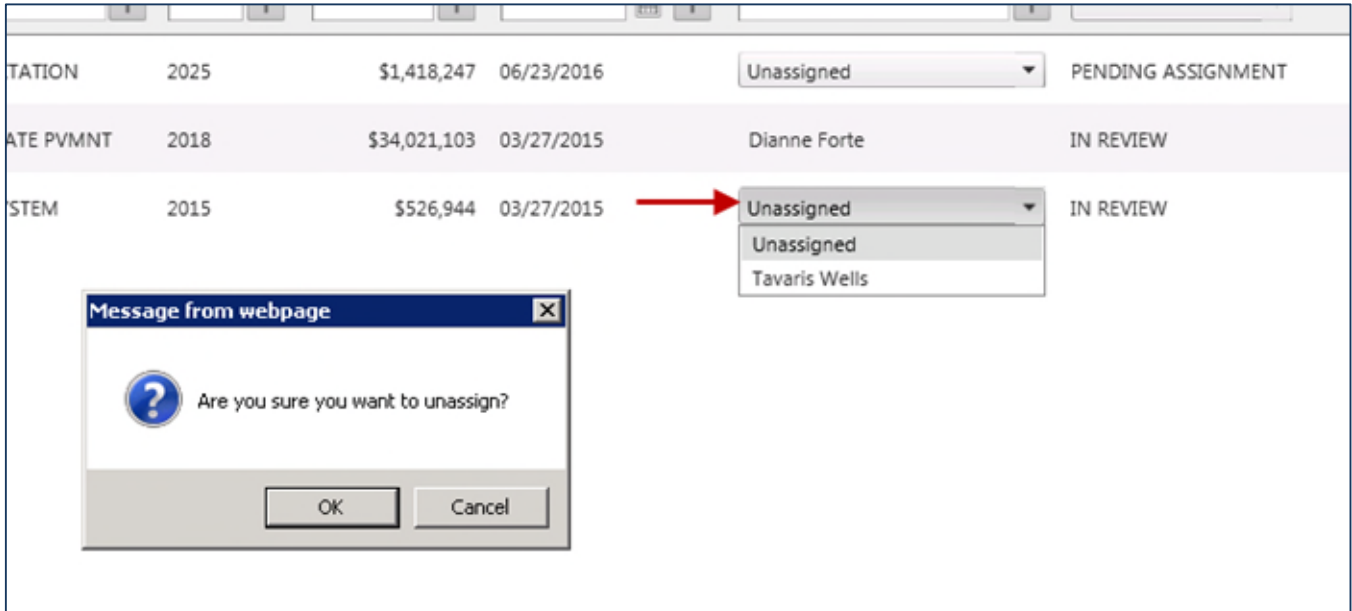 TATION 2025 $1,418,247 06/23/2016 Unassigned PENDING ASSIGNMENT
ATE PVMNT 2018 $34,021,103 03/27/2015 Dianne Forte IN REVIEW
YSTEM 2015 $526,944 03/27/2015 Unassigned IN REVIEW
Unassigned
Tavaris Wells
Message from webpage
Are you sure you want to unassign?
OK Cancel